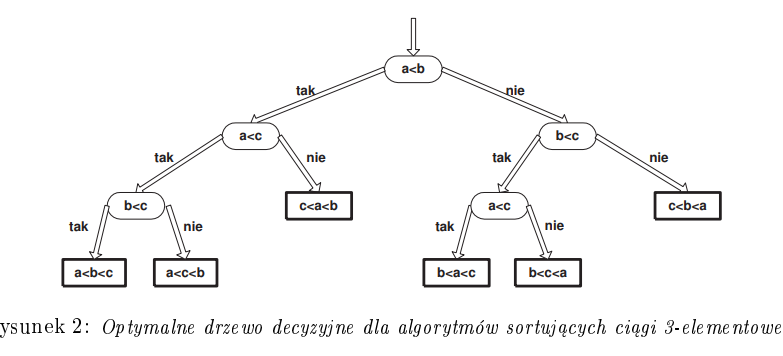 a<b
tak nie
a<c b<c
tak nie tak nie
b<c c<a<b a<c c<b<a
tak nie tak nie
a<b<c a<c<b b<a<c b<c<a
ysunek 2: Optymalne drzewo decyzyjne dla algorytmów sortujących ciągi 3-elementowe